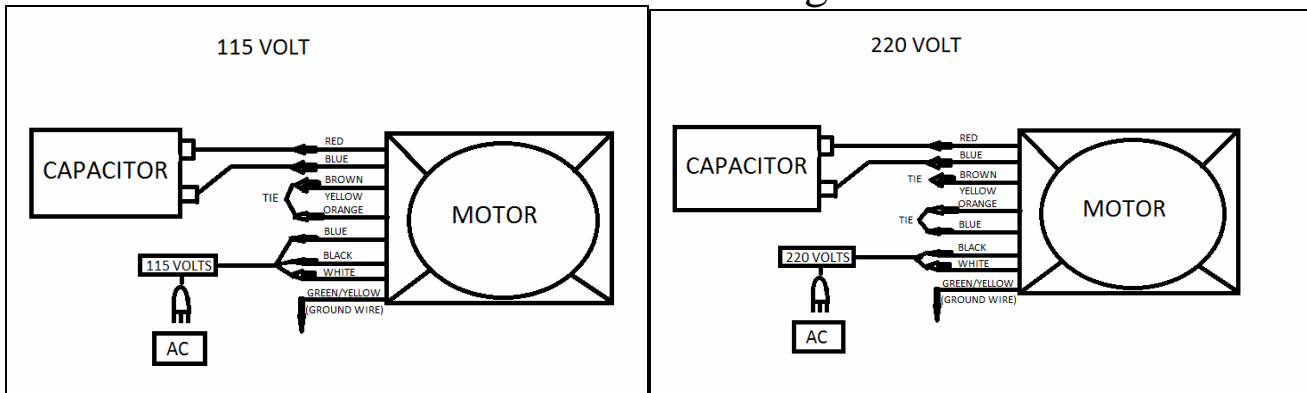 115 VOLT
CAPACITOR
RED
BLUE
BROWN
TIE
YELLOW
ORANGE
MOTOR
BLUE
BLACK
115 VOLTS
WHITE
GREEN/YELLOW
(GROUND WIRE)
AC
220 VOLT
CAPACITOR
RED
BLUE
TIE
BROWN
YELLOW
ORANGE
MOTOR
TIE
BLUE
BLACK
220 VOLTS
WHITE
GREEN/YELLOW
(GROUND WIRE)
AC